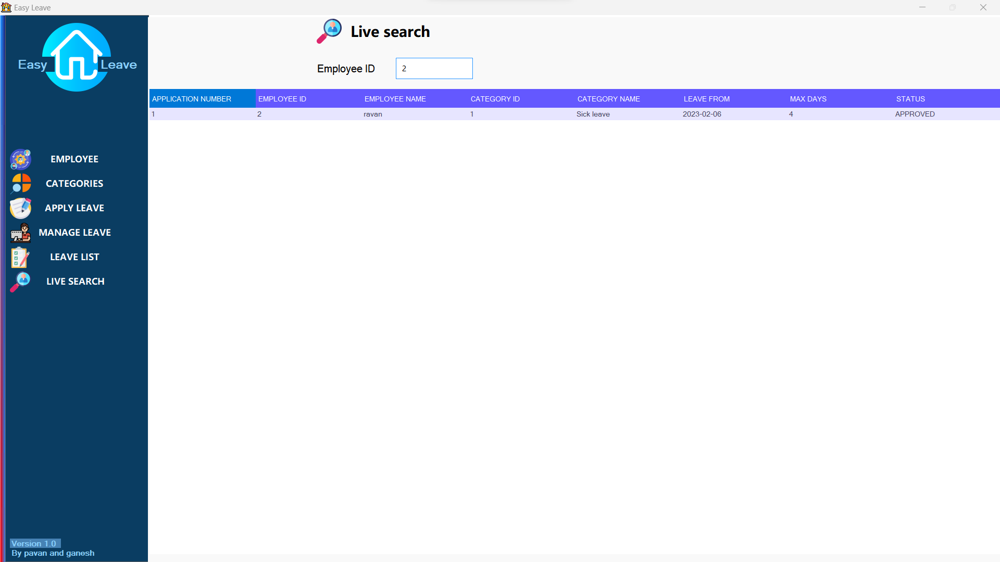 Easy Leave
Easy Leave
EMPLOYEE
CATEGORIES
APPLY LEAVE
MANAGE LEAVE
LEAVE LIST
LIVE SEARCH
Version 1.0
By pavan and ganesh
Live search
Employee ID 2
APPLICATION NUMBER EMPLOYEE ID EMPLOYEE NAME CATEGORY ID CATEGORY NAME LEAVE FROM MAX DAYS STATUS
1 2 ravan 1 Sick leave 2023-02-06 4 APPROVED